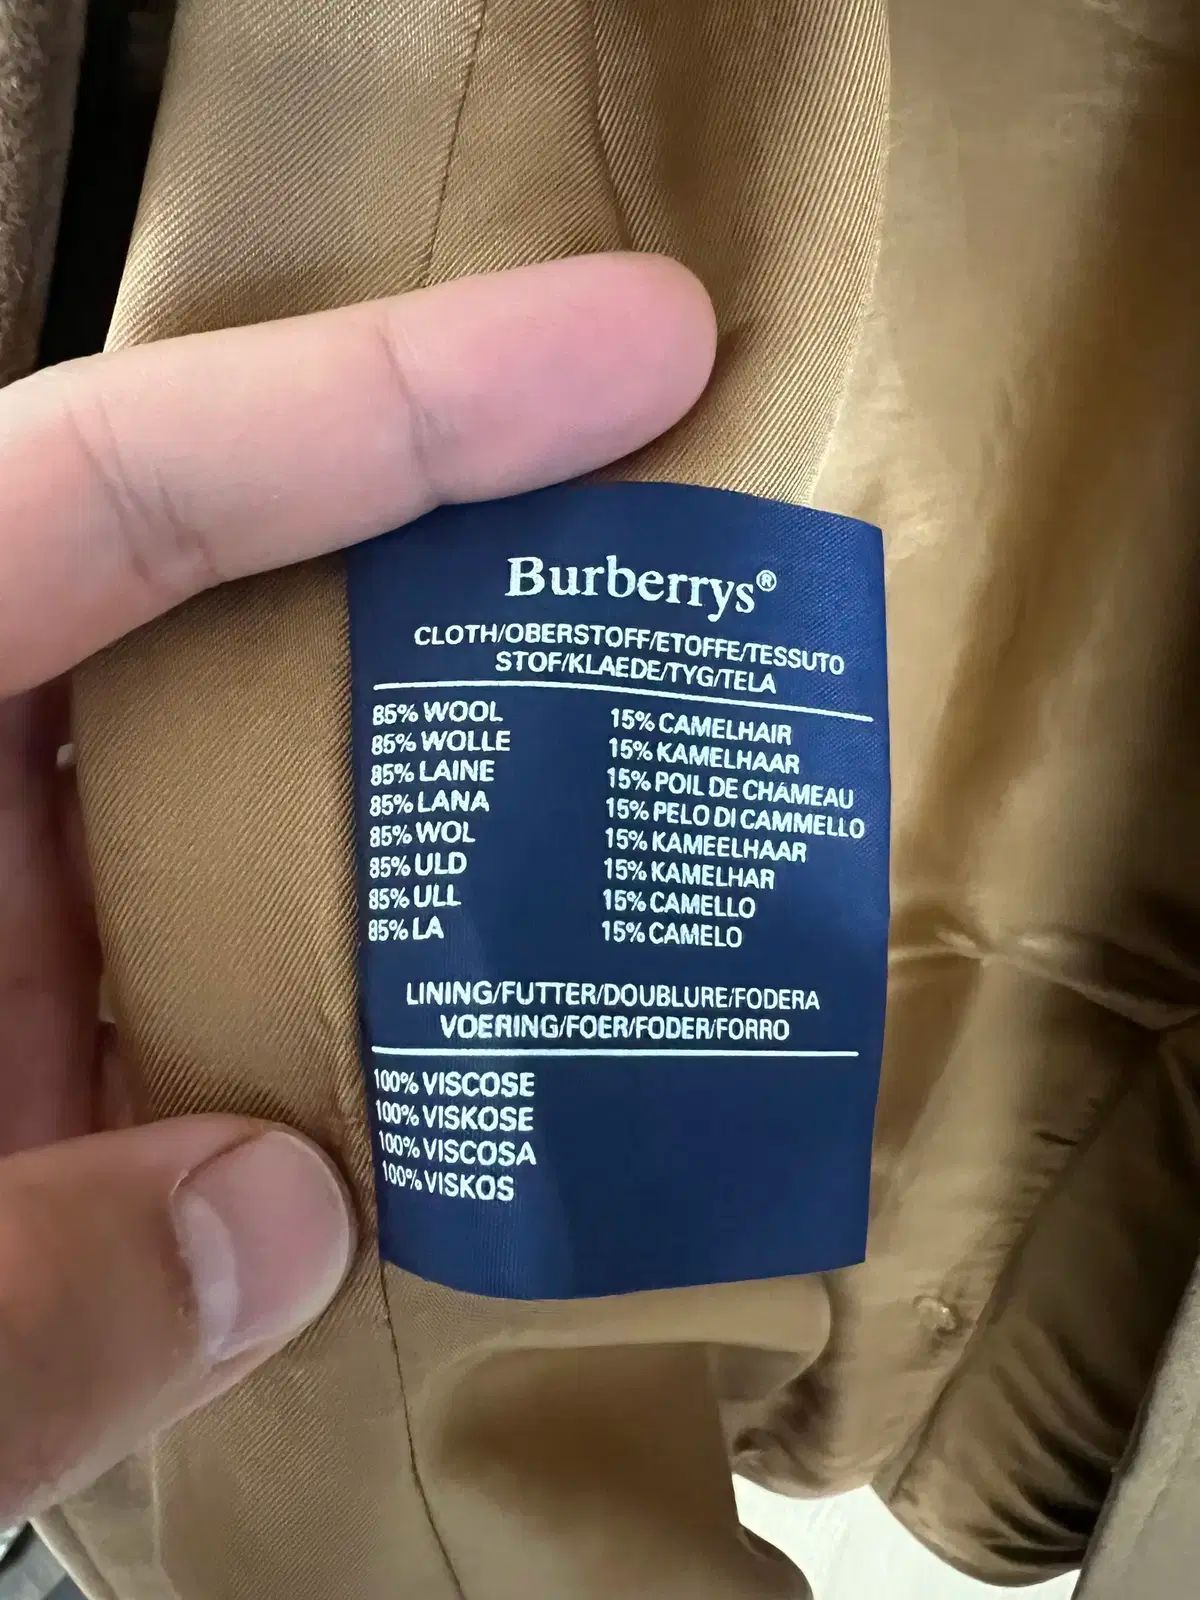 Burberrys®
CLOTH/OBERSTOFF/ETOFFE/TESSUTO
STOF/KLAEDE/TYG/TELA
85% WOOL 15% CAMELHAIR
85% WOLLE 15% KAMELHAAR
85% LAINE 15% POIL DE CHAMEAU
85% LANA 15% PELO DI CAMMELLO
85% WOL 15% KAMEELHAAR
85% ULD 15% KAMELHAR
85% ULL 15% CAMELLO
85% LA 15% CAMELO
LINING/FUTTER/DOUBLURE/FODERA
VOERING/FOER/FODER/FORRO
100% VISCOSE
100% VISKOSE
100% VISCOSA
100% VISKOS